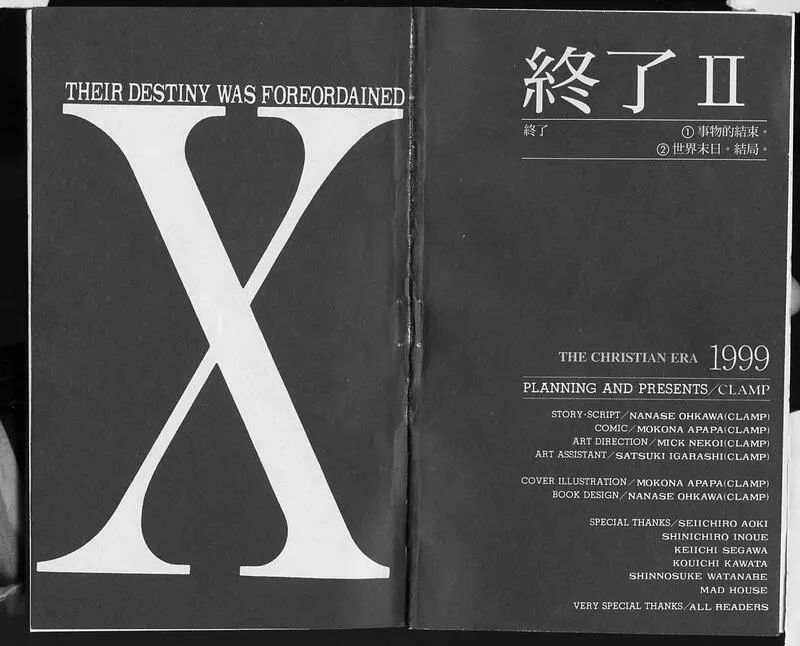 THEIR DESTINY WAS FOREORDAINED
X
終了 II
終了
① 事物的結束。
② 世界末日。結局。
THE CHRISTIAN ERA 1999
PLANNING AND PRESENTS/CLAMP
STORY·SCRIPT/NANASE OHKAWA(CLAMP)
COMIC/MOKONA APAPA(CLAMP)
ART DIRECTION/MICK NEKOI(CLAMP)
ART ASSISTANT/SATSUKI IGARASHI(CLAMP)
COVER ILLUSTRATION/MOKONA APAPA(CLAMP)
BOOK DESIGN/NANASE OHKAWA(CLAMP)
SPECIAL THANKS/SEIICHIRO AOKI
SHINICHIRO INOUE
KEIICHI SEGAWA
KOUICHI KAWATA
SHINNOSUKE WATANABE
MAD HOUSE
VERY SPECIAL THANKS/ALL READERS